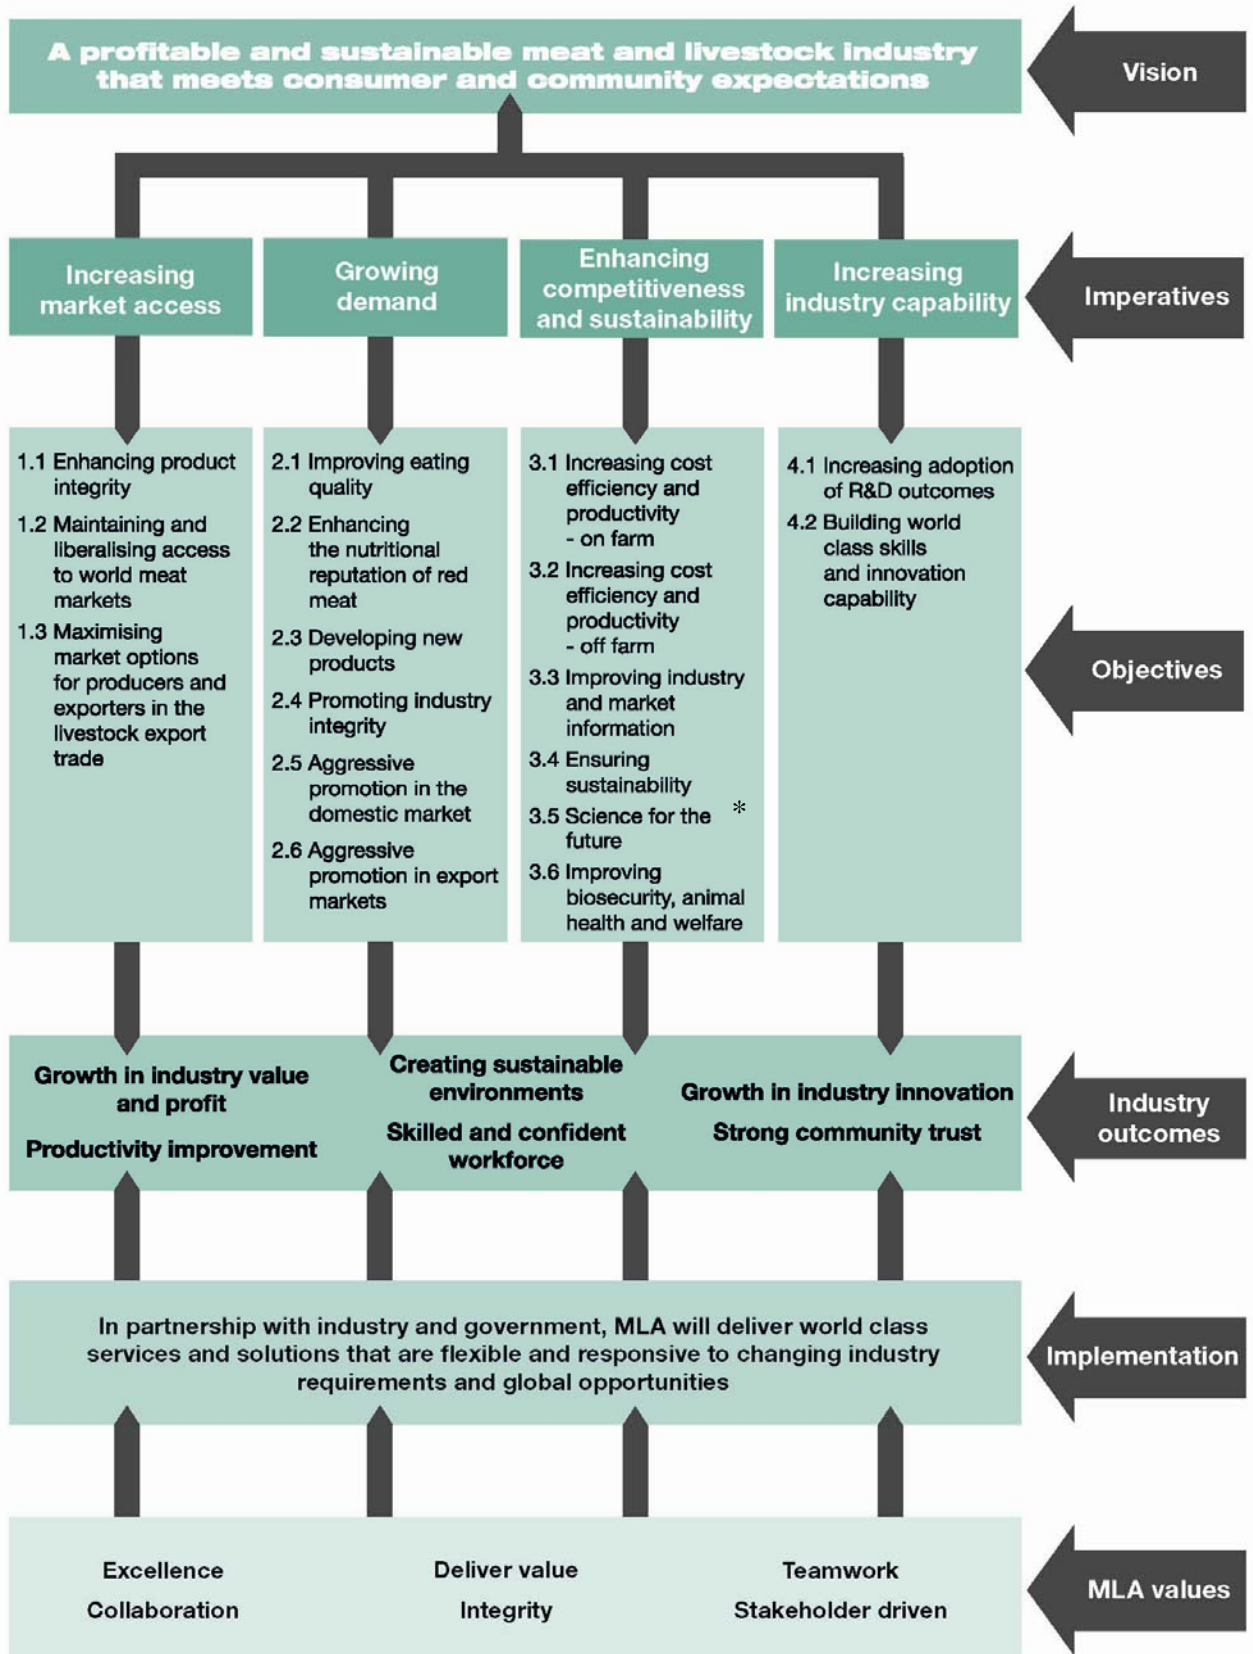 A profitable and sustainable meat and livestock industry
that meets consumer and community expectations
Vision
Increasing
market access
Growing
demand
Enhancing
competitiveness
and sustainability
Increasing
industry capability
Imperatives
1.1 Enhancing product
integrity
1.2 Maintaining and
liberalising access
to world meat
markets
1.3 Maximising
market options
for producers and
exporters in the
livestock export
trade
2.1 Improving eating
quality
2.2 Enhancing
the nutritional
reputation of red
meat
2.3 Developing new
products
2.4 Promoting industry
integrity
2.5 Aggressive
promotion in the
domestic market
2.6 Aggressive
promotion in export
markets
3.1 Increasing cost
efficiency and
productivity
- on farm
3.2 Increasing cost
efficiency and
productivity
- off farm
3.3 Improving industry
and market
information
3.4 Ensuring
sustainability
3.5 Science for the *
future
3.6 Improving
biosecurity, animal
health and welfare
4.1 Increasing adoption
of R&D outcomes
4.2 Building world
class skills
and innovation
capability
Objectives
Growth in industry value
and profit
Productivity improvement
Creating sustainable
environments
Skilled and confident
workforce
Growth in industry innovation
Strong community trust
Industry
outcomes
In partnership with industry and government, MLA will deliver world class
services and solutions that are flexible and responsive to changing industry
requirements and global opportunities
Implementation
Excellence
Collaboration
Deliver value
Integrity
Teamwork
Stakeholder driven
MLA values